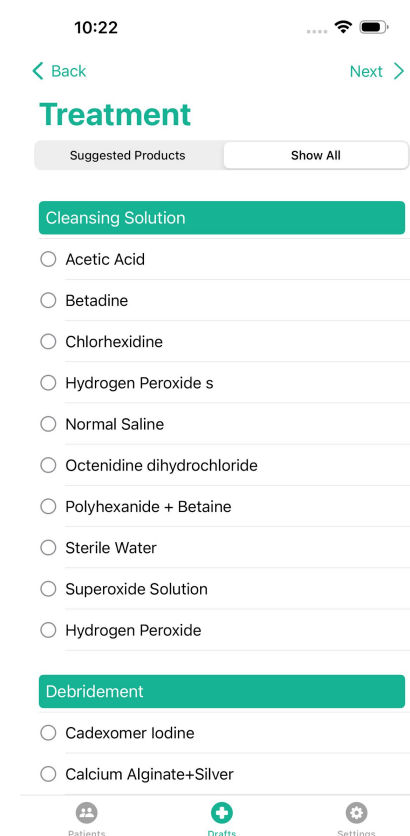 10:22
Back
Next
Treatment
Suggested Products
Show All
Cleansing Solution
Acetic Acid
Betadine
Chlorhexidine
Hydrogen Peroxide s
Normal Saline
Octenidine dihydrochloride
Polyhexanide + Betaine
Sterile Water
Superoxide Solution
Hydrogen Peroxide
Debridement
Cadexomer Iodine
Calcium Alginate+Silver
Patients
Drafts
Settings